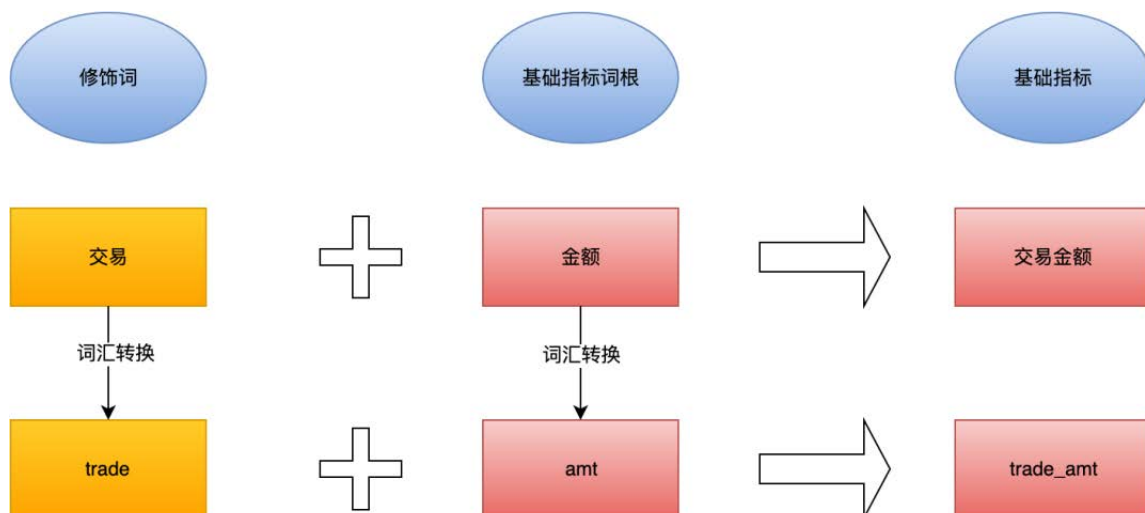 修饰词
基础指标词根
基础指标
交易
金额
交易金额
词汇转换
词汇转换
trade
amt
trade_amt